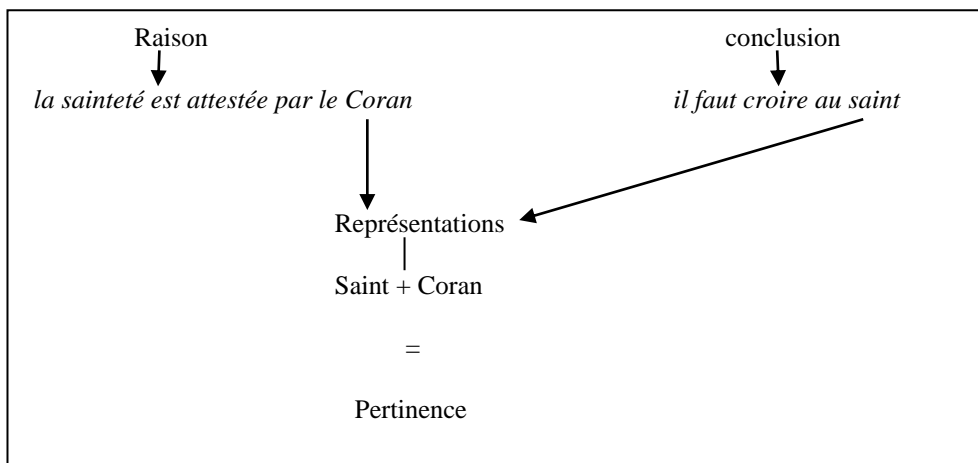 Raison conclusion
la sainteté est attestée par le Coran il faut croire au saint
Représentations
Saint + Coran
=
Pertinence